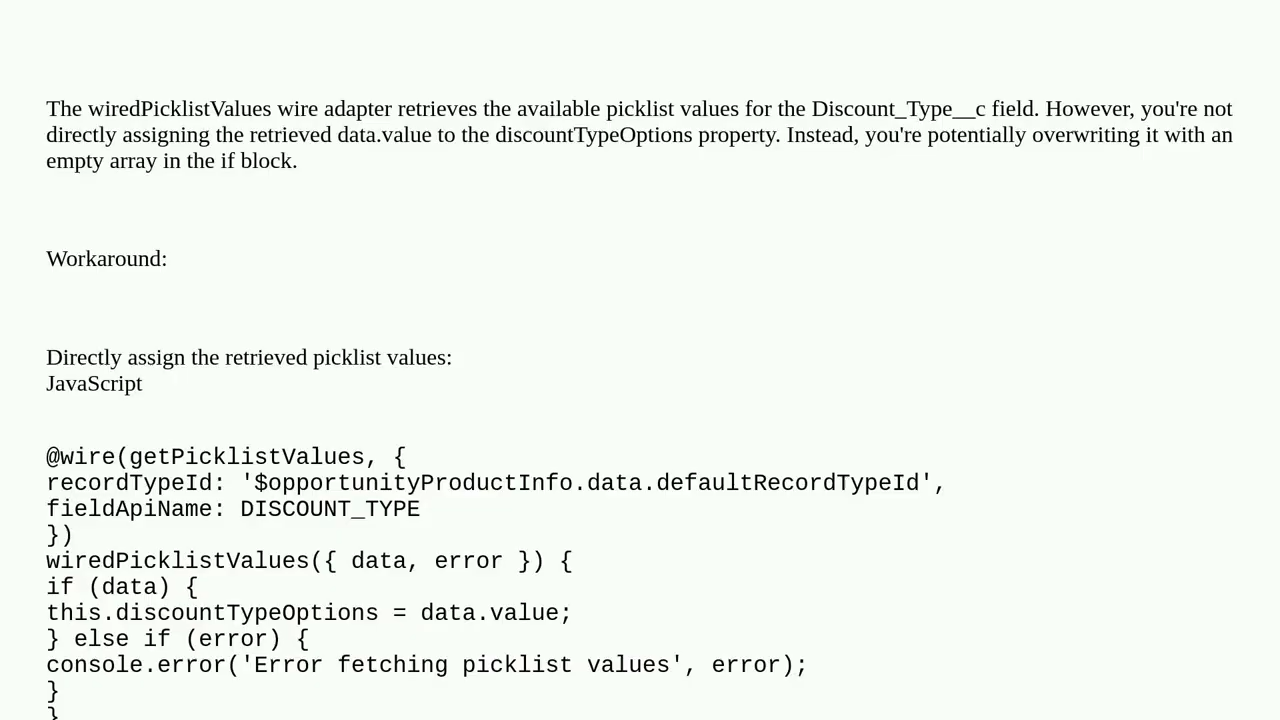 The wiredPicklistValues wire adapter retrieves the available picklist values for the Discount_Type__c field. However, you're not
directly assigning the retrieved data.value to the discountTypeOptions property. Instead, you're potentially overwriting it with an
empty array in the if block.
Workaround:
Directly assign the retrieved picklist values:
JavaScript
@wire(getPicklistValues, {
recordTypeId: '$opportunityProductInfo.data.defaultRecordTypeId',
fieldApiName: DISCOUNT_TYPE
})
wiredPicklistValues({ data, error }) {
if (data) {
this.discountTypeOptions = data.value;
} else if (error) {
console.error('Error fetching picklist values', error);
}
}